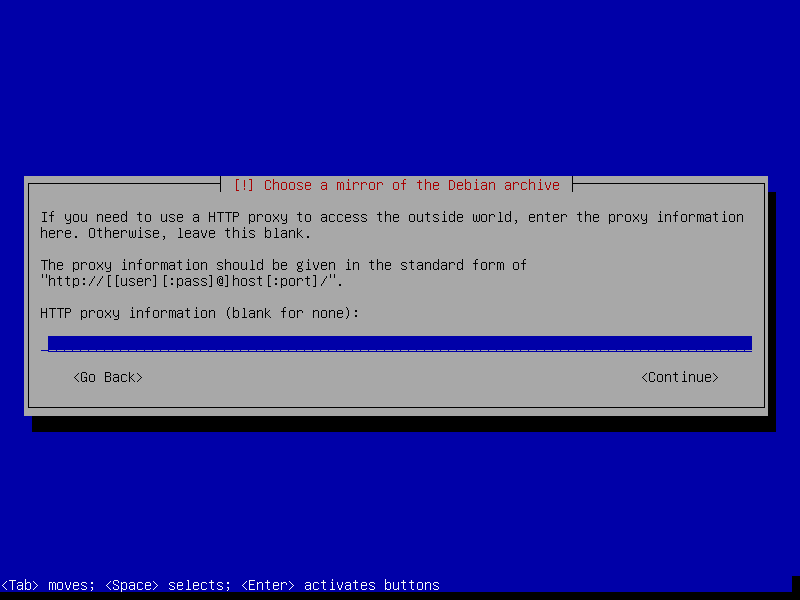 [!] Choose a mirror of the Debian archive
If you need to use a HTTP proxy to access the outside world, enter the proxy information
here. Otherwise, leave this blank.
The proxy information should be given in the standard form of
"http://[[user][:pass]@]host[:port]/".
HTTP proxy information (blank for none):
<Go Back> <Continue>
<Tab> moves; <Space> selects; <Enter> activates buttons